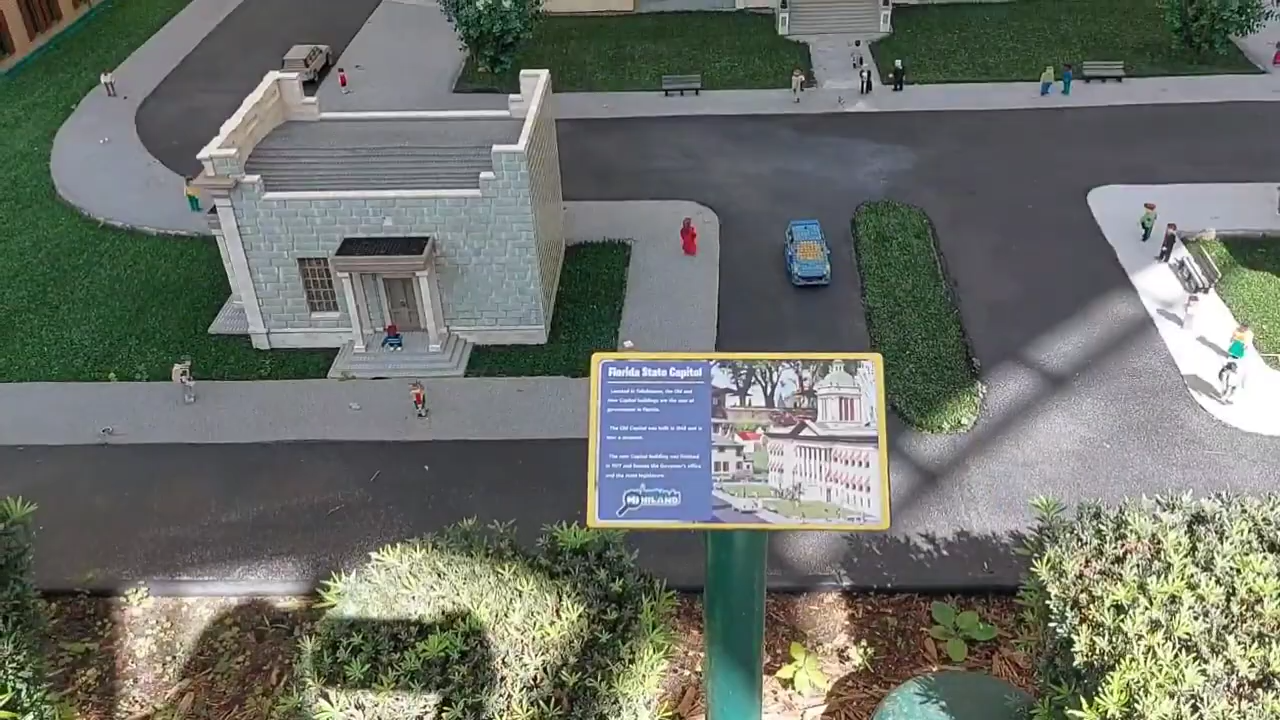 Florida State Capitol
Located in Tallahassee, the Old and
new Capitol buildings are the seat of
government in Florida.
The Old Capitol was built in 1845 and is
now a museum.
The new Capitol building was finished
in 1977 and houses the Governor's office
and the state legislature.
MINILAND